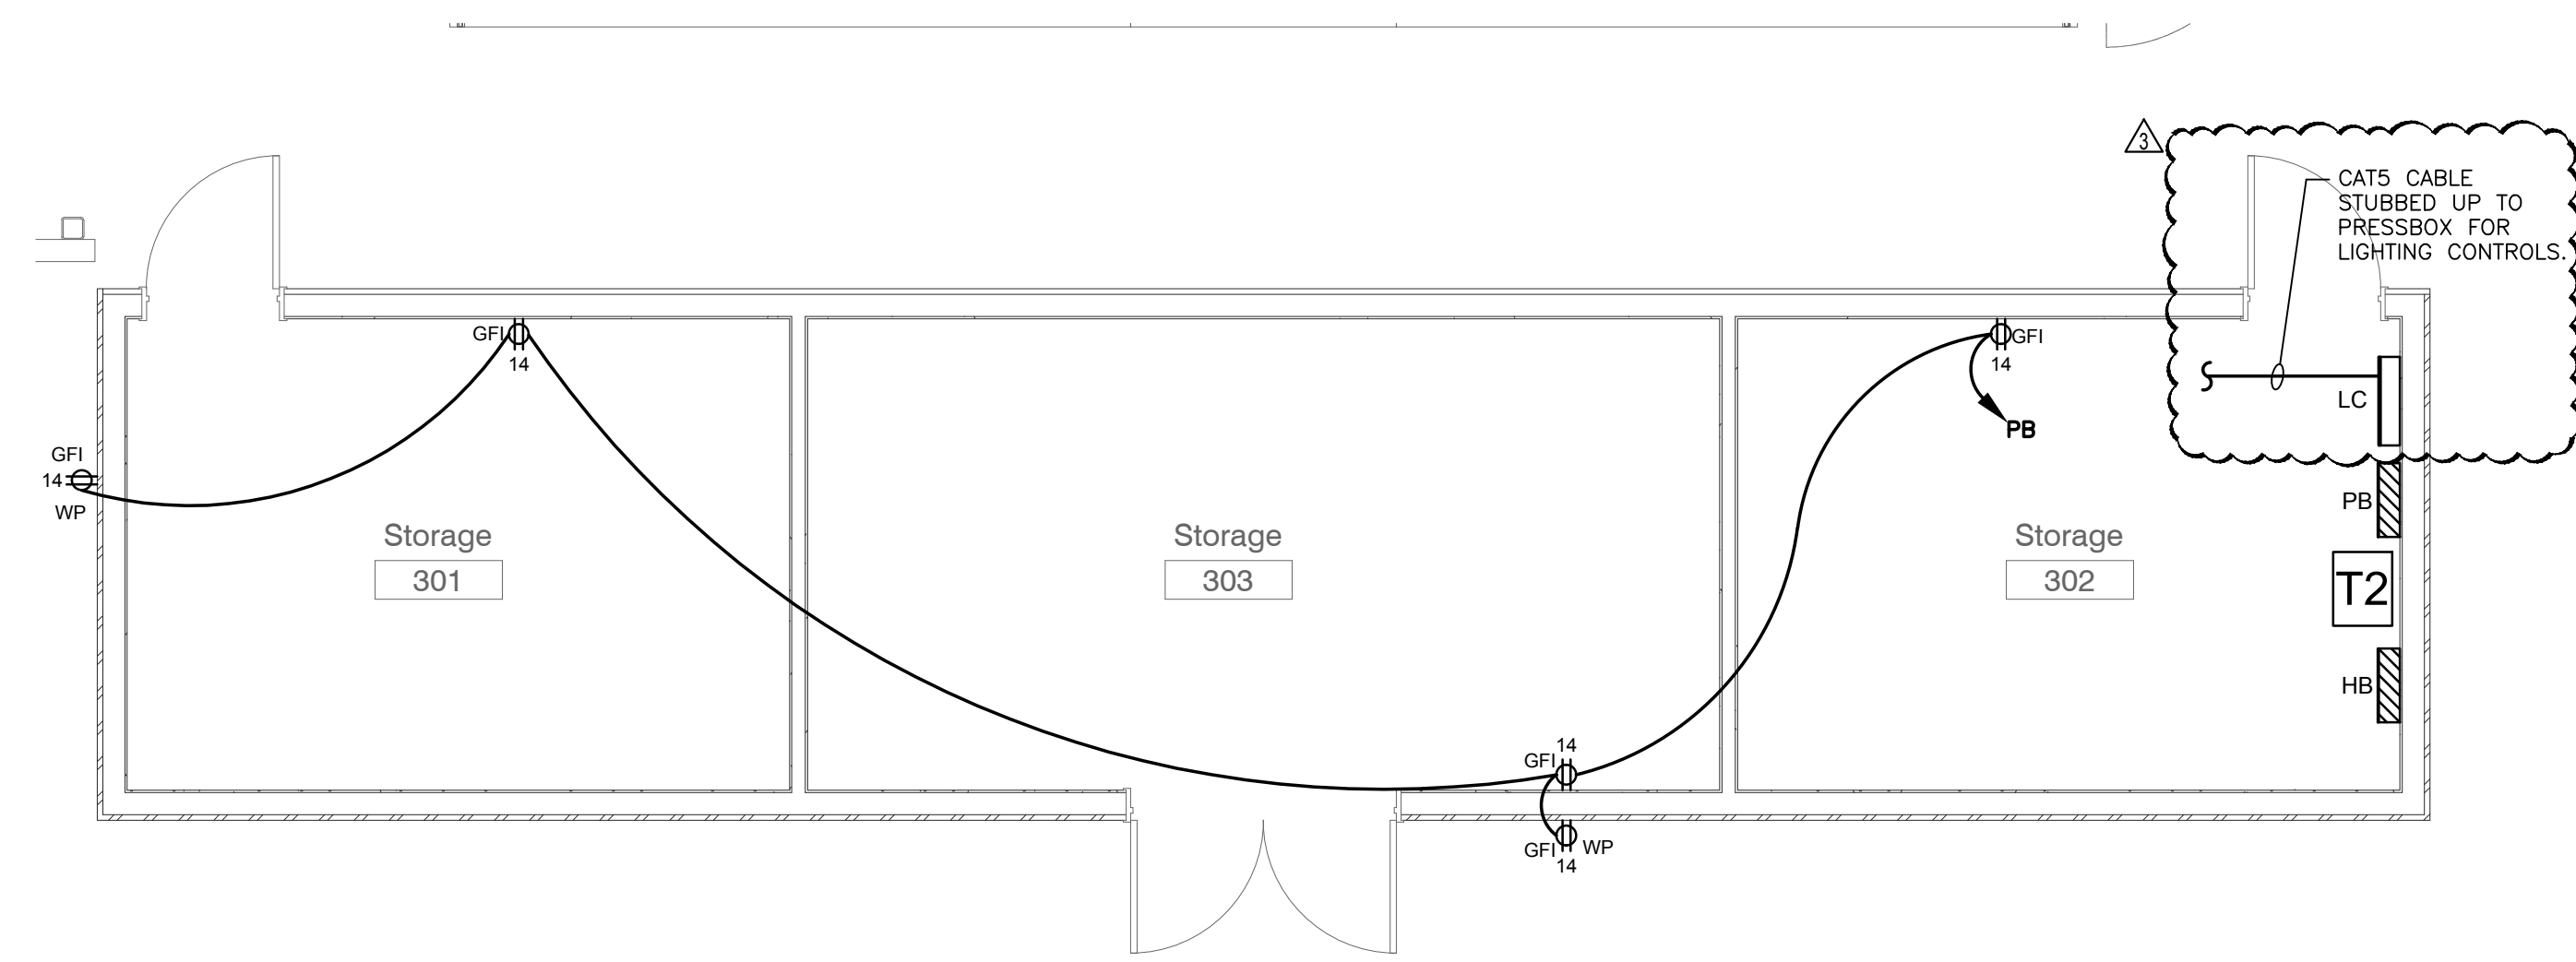 3
CAT5 CABLE
STUBBED UP TO
PRESSBOX FOR
LIGHTING CONTROLS.
GFI
14
GFI
14
PB
LC
GFI
14
WP
PB
Storage
301
Storage
303
Storage
302
T2
HB
14
GFI
GFI
WP
14